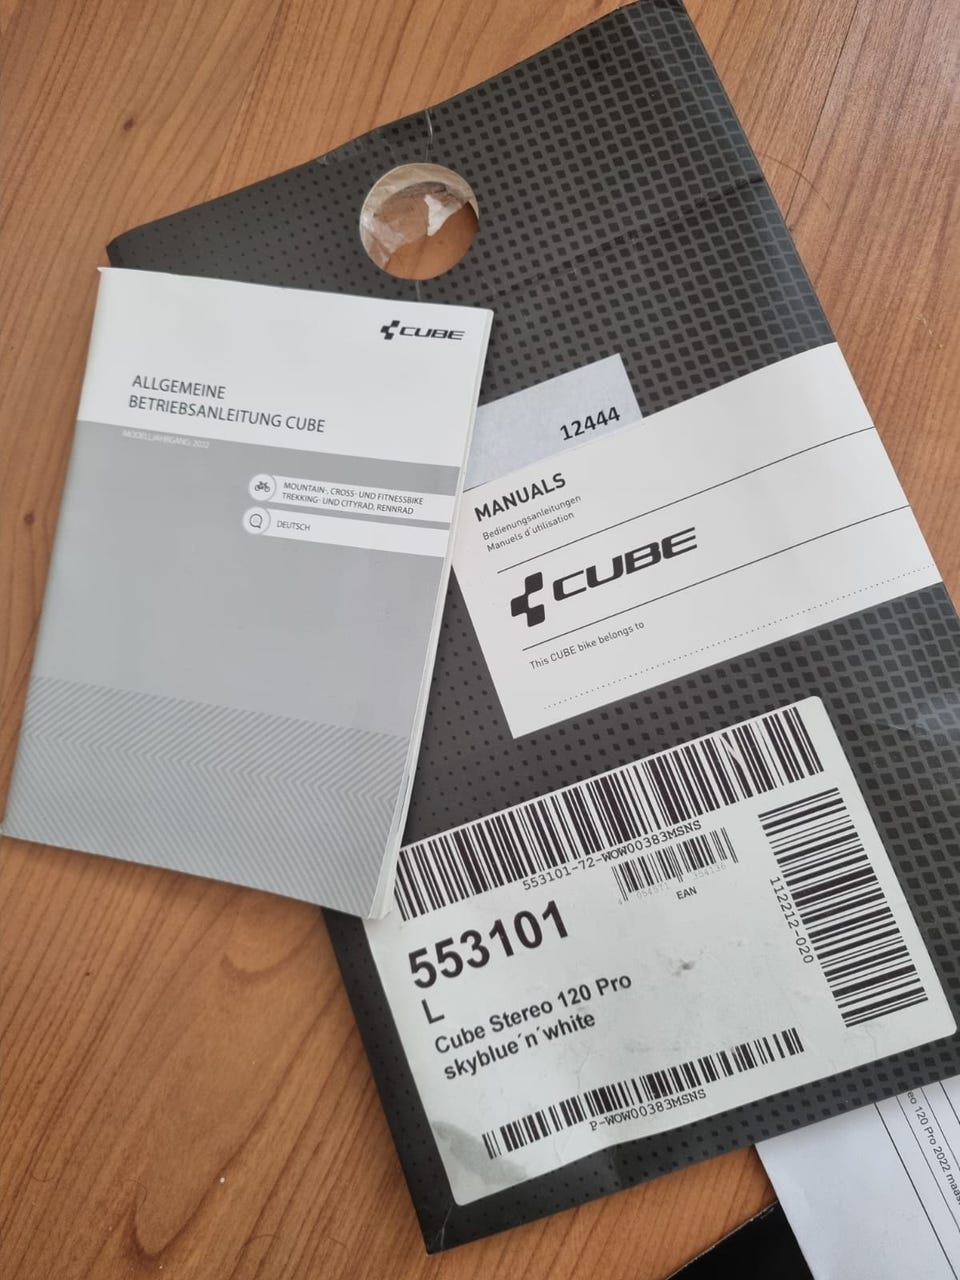 CUBE
ALLGEMEINE
BETRIEBSANLEITUNG CUBE
MODELLJAHRGANG 2022
MOUNTAIN-, CROSS- UND FITNESSBIKE
TREKKING- UND CITYRAD, RENNRAD
DEUTSCH
12444
MANUALS
Bedienungsanleitungen
Manuels d'utilisation
CUBE
This CUBE bike belongs to
553101-72-WOW00383MSNS
EAN
112212-020
553101
L
Cube Stereo 120 Pro
skyblue´n´white
P-WOW00383MSNS
120 Pro 2022